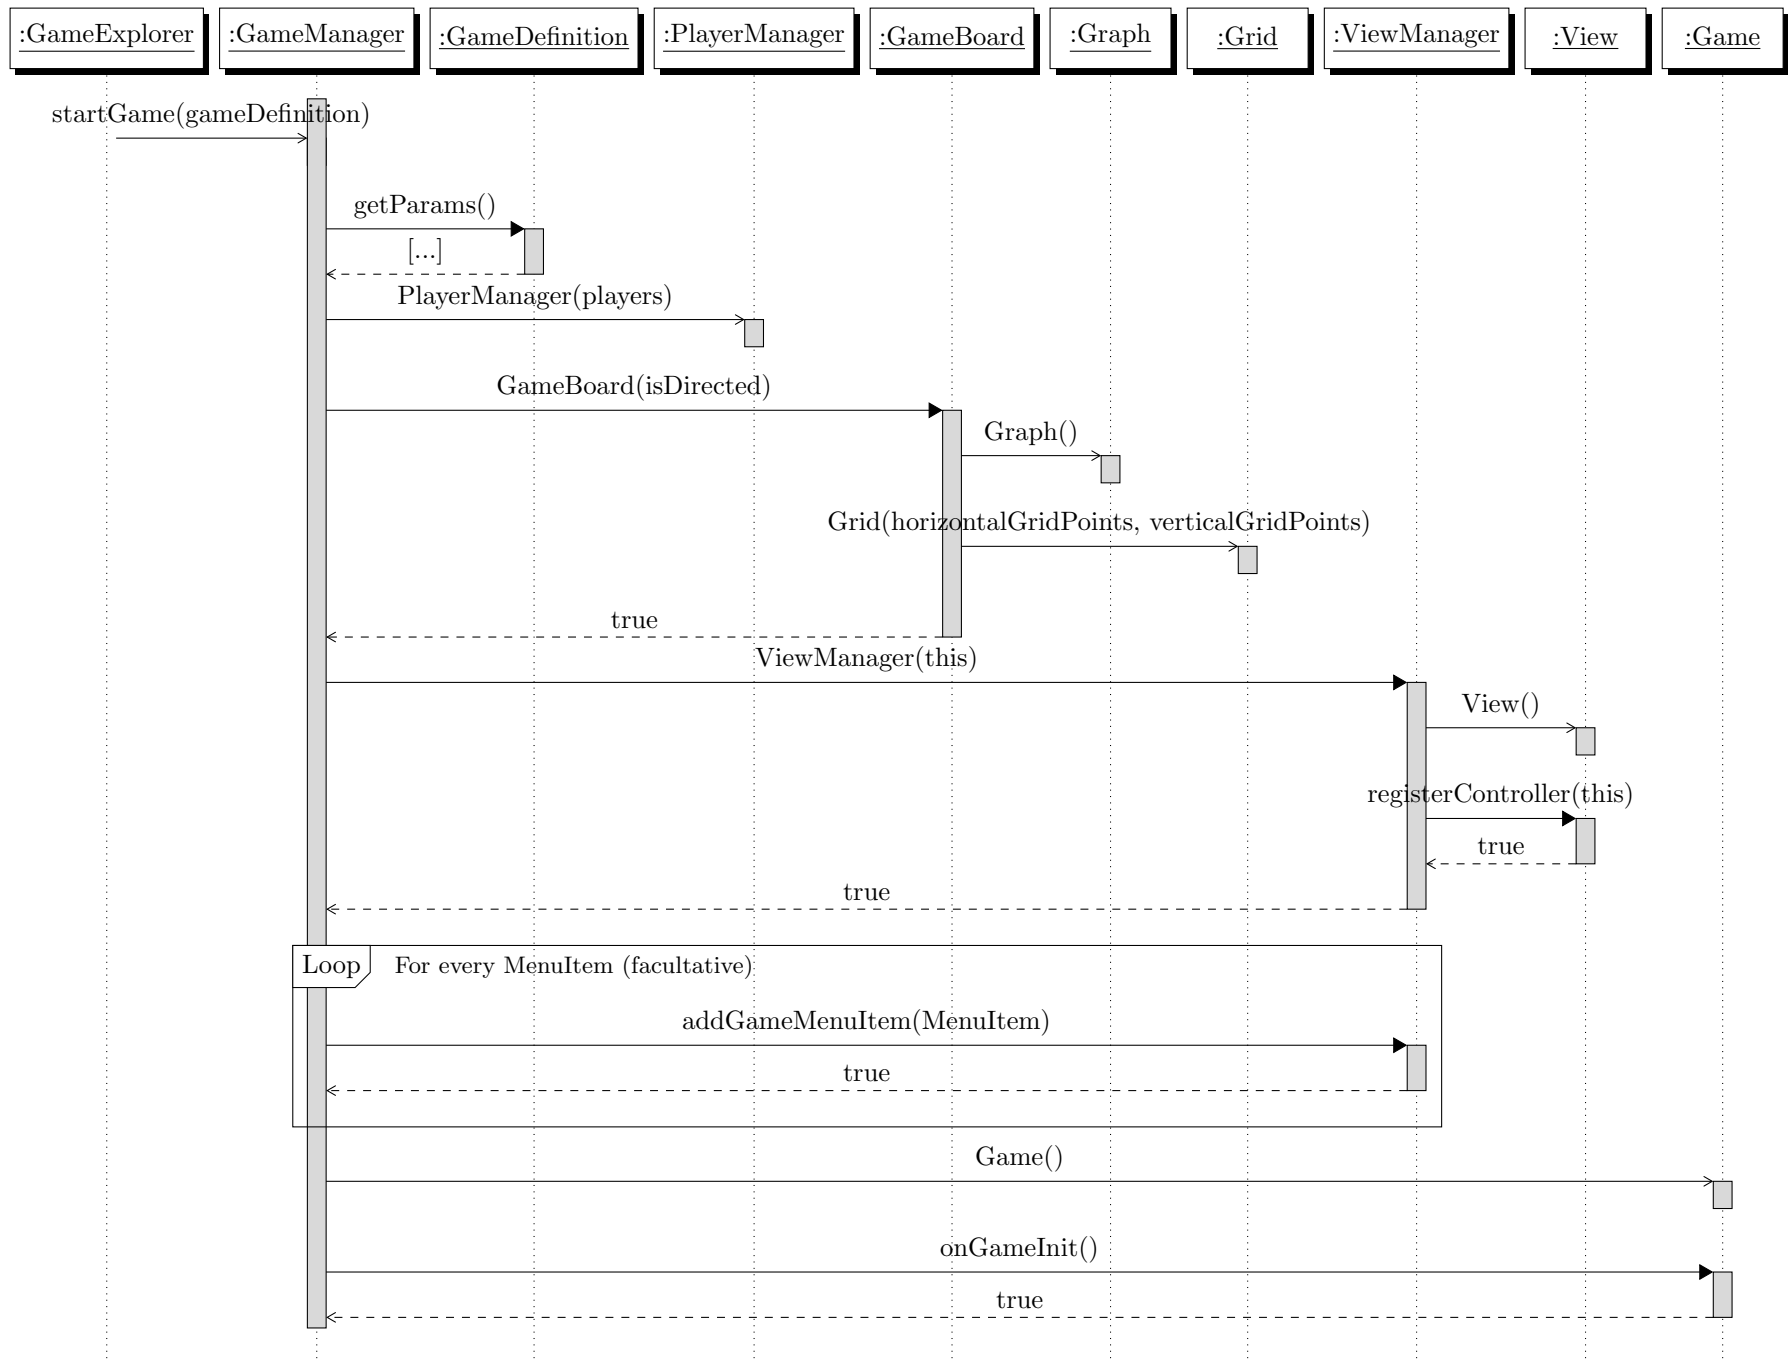 :GameExplorer :GameManager :GameDefinition :PlayerManager :GameBoard :Graph :Grid :ViewManager :View :Game
startGame(gameDefinition)
getParams()
[...]
PlayerManager(players)
GameBoard(isDirected)
Graph()
Grid(horizontalGridPoints, verticalGridPoints)
true
ViewManager(this)
View()
registerController(this)
true
true
Loop For every MenuItem (facultative)
addGameMenuItem(MenuItem)
true
Game()
onGameInit()
true